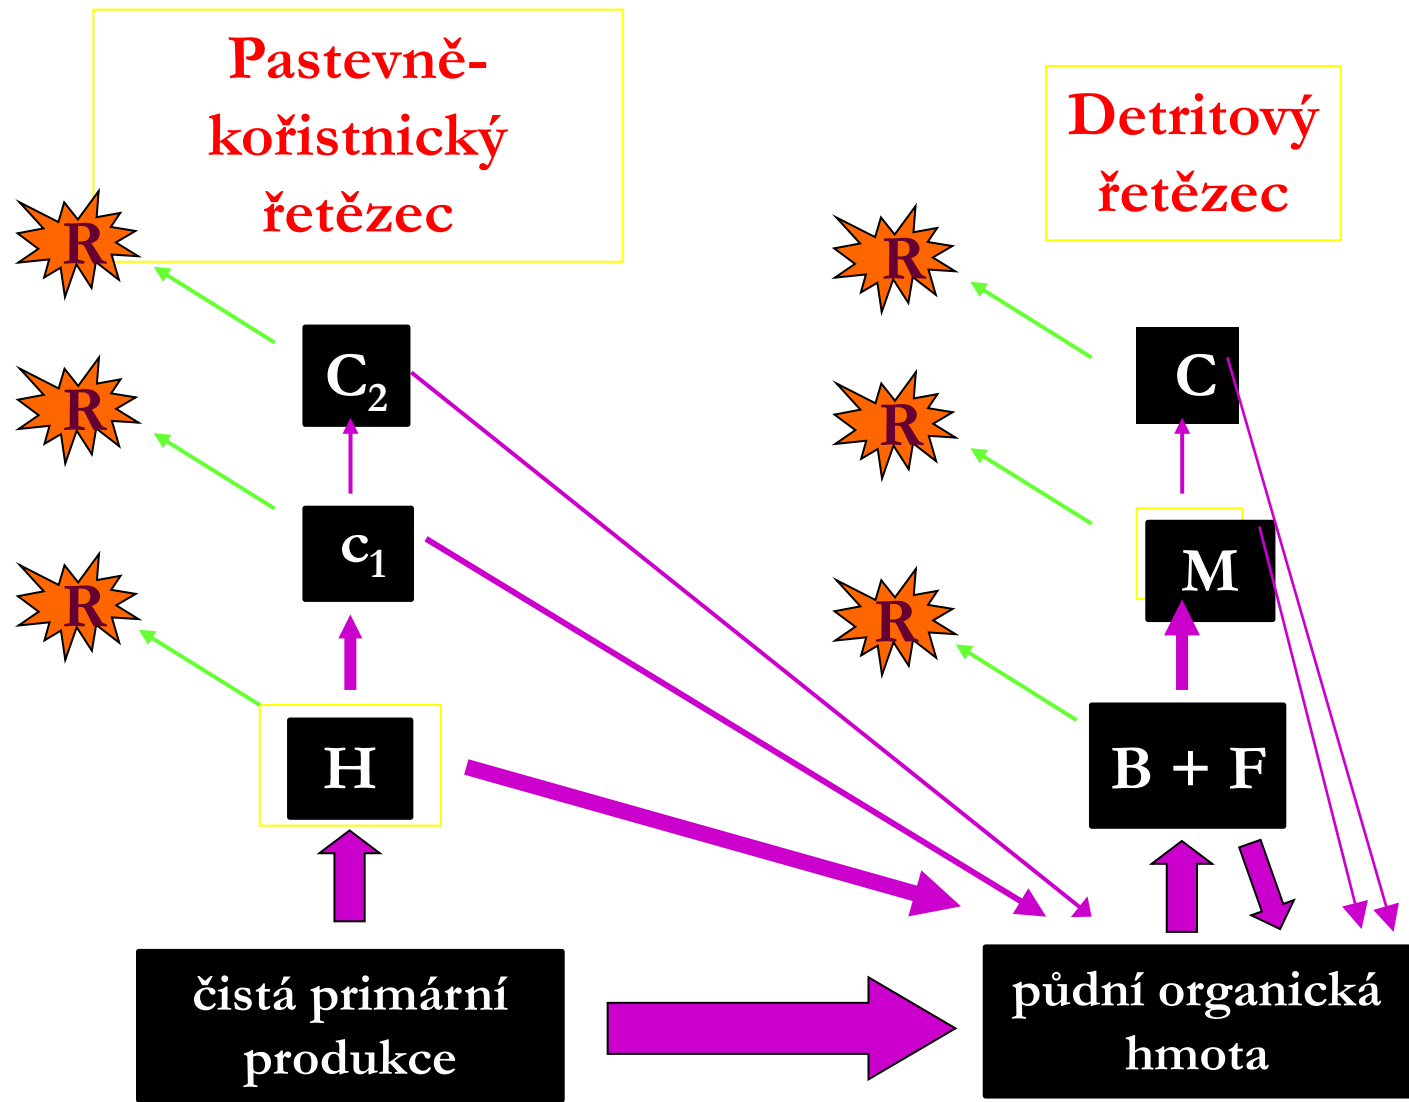 Pastevně-
kořistnický
řetězec
Detritový
řetězec
R
R
C₂
C
R
R
c₁
M
R
R
H
B + F
čistá primární
produkce
půdní organická
hmota